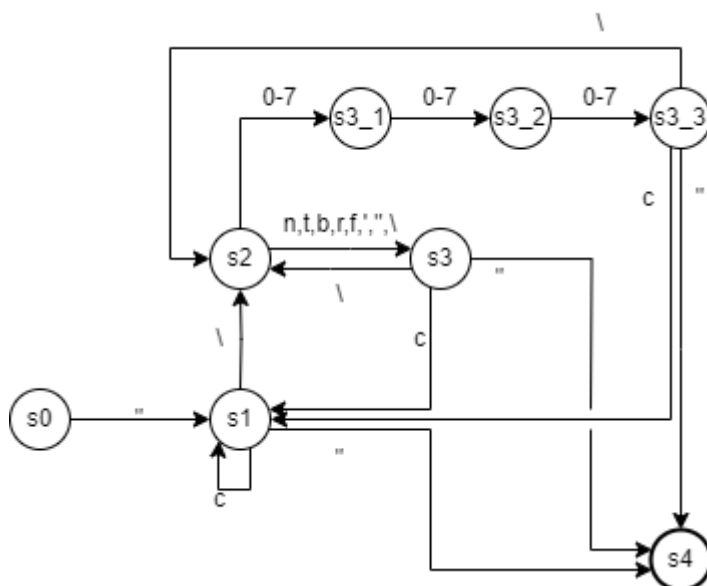 \
0-7 0-7 0-7
s3_1 s3_2 s3_3
c "
n,t,b,r,f,',",\
s2 s3
"
\
\ c
s0 " s1
"
c
s4